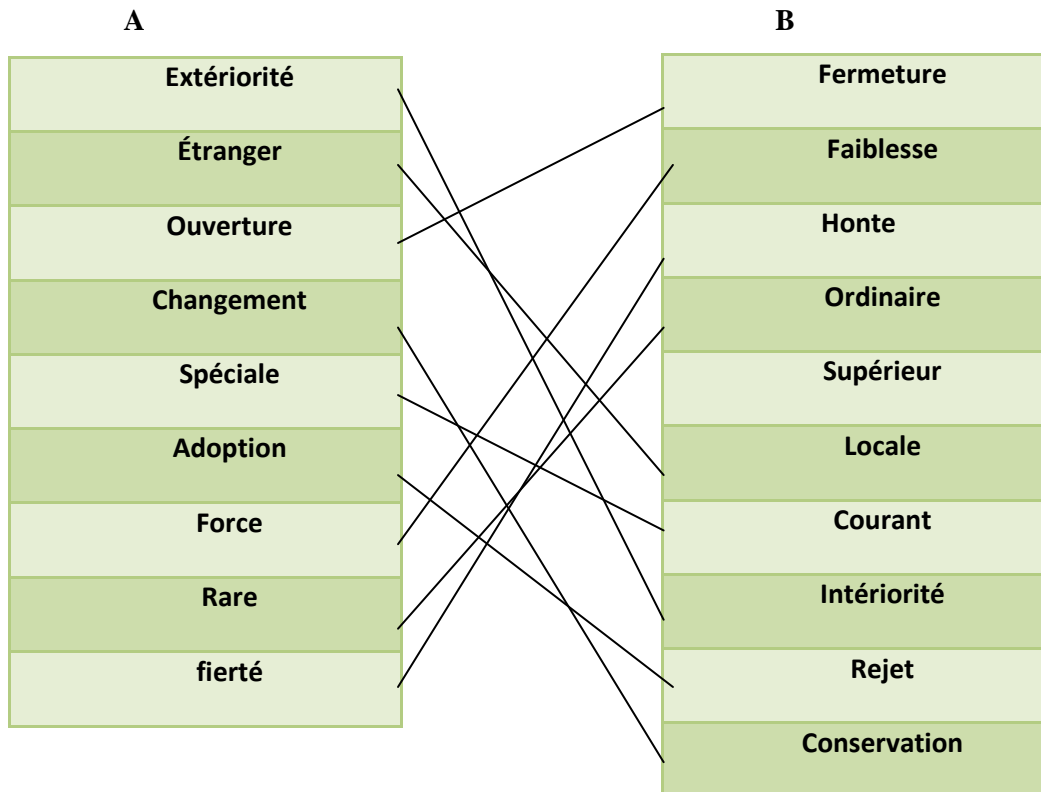 A
B
Extériorité
Étranger
Ouverture
Changement
Spéciale
Adoption
Force
Rare
fierté
Fermeture
Faiblesse
Honte
Ordinaire
Supérieur
Locale
Courant
Intériorité
Rejet
Conservation